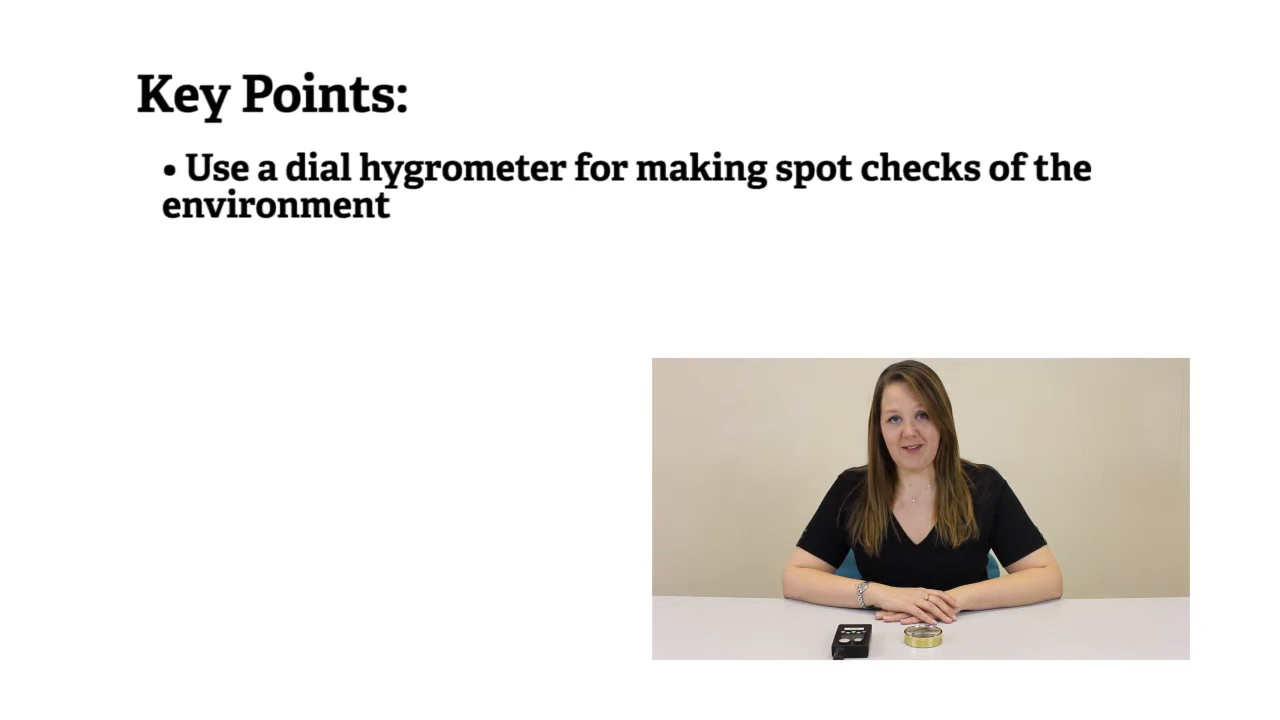 Key Points:
• Use a dial hygrometer for making spot checks of the
environment